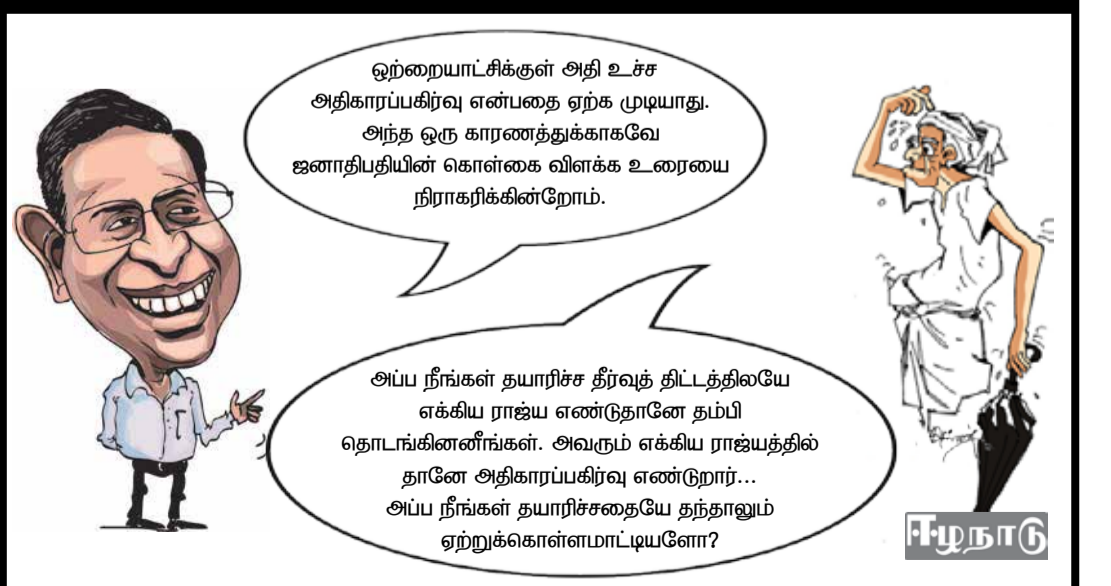 ஒற்றையாட்சிக்குள் அதி உச்ச
அதிகாரப்பகிர்வு என்பதை ஏற்க முடியாது.
அந்த ஒரு காரணத்துக்காகவே
ஜனாதிபதியின் கொள்கை விளக்க உரையை
நிராகரிக்கின்றோம்.
அப்ப நீங்கள் தயாரிச்ச தீர்வுத் திட்டத்திலயே
எக்கிய ராஜ்ய எண்டுதானே தம்பி
தொடங்கினனீங்கள். அவரும் எக்கிய ராஜ்யத்தில்
தானே அதிகாரப்பகிர்வு எண்டுறார்...
அப்ப நீங்கள் தயாரிச்சதையே தந்தாலும்
ஏற்றுக்கொள்ளமாட்டியளோ?
ஈழநாடு